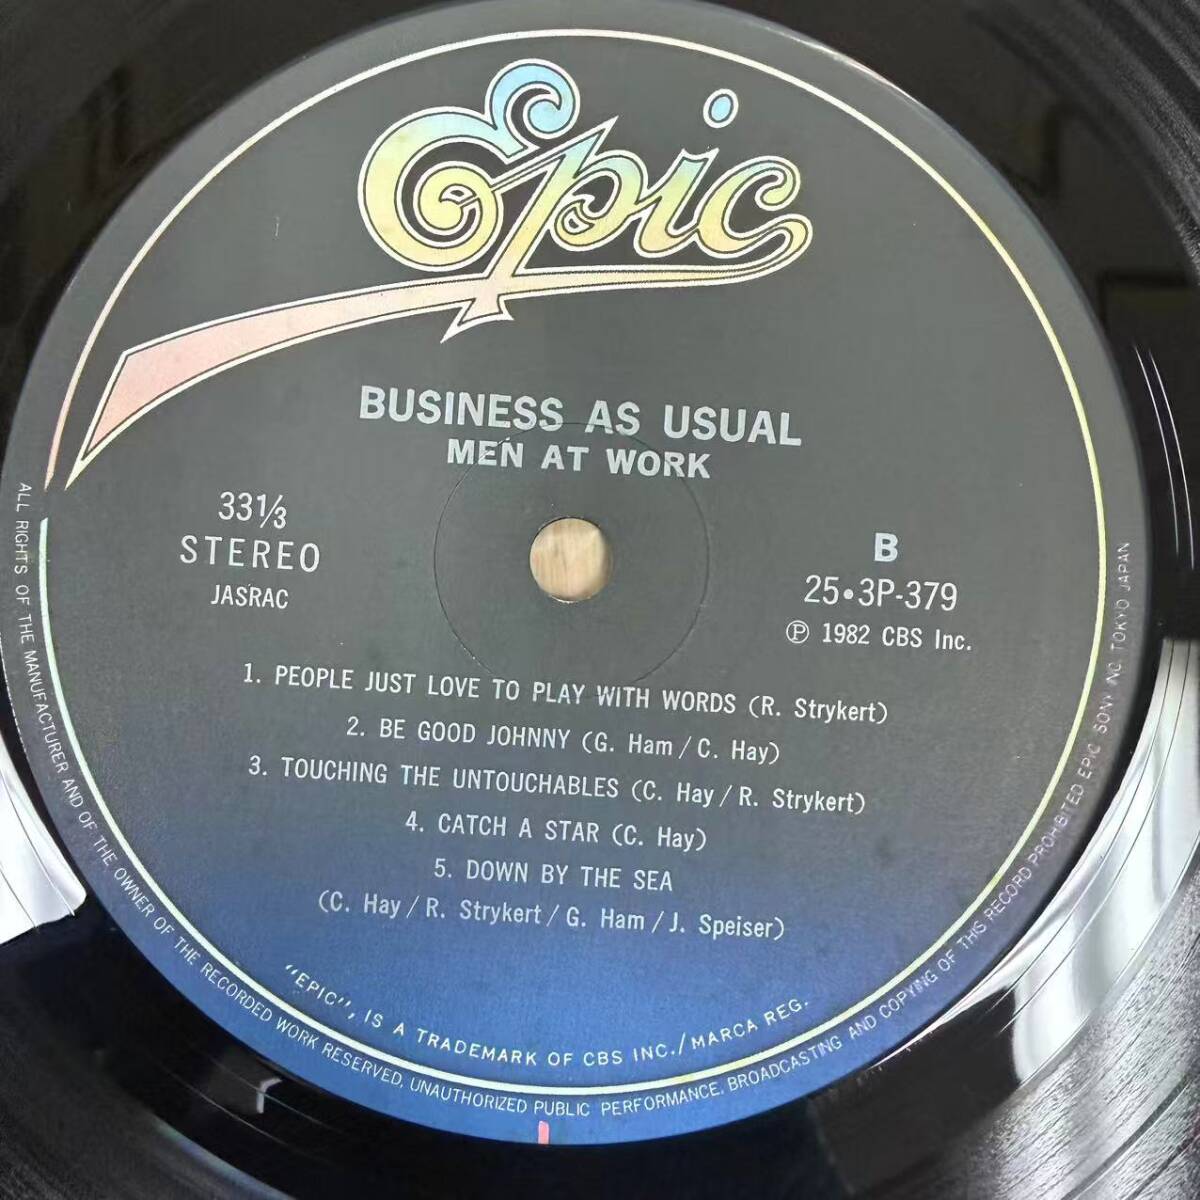 Epic
BUSINESS AS USUAL
MEN AT WORK
33⅓
STEREO
JASRAC
B
25•3P-379
Ⓟ 1982 CBS Inc.
1. PEOPLE JUST LOVE TO PLAY WITH WORDS (R. Strykert)
2. BE GOOD JOHNNY (G. Ham / C. Hay)
3. TOUCHING THE UNTOUCHABLES (C. Hay / R. Strykert)
4. CATCH A STAR (C. Hay)
5. DOWN BY THE SEA
(C. Hay / R. Strykert / G. Ham / J. Speiser)
"EPIC", IS A TRADEMARK OF CBS INC./MARCA REG.
ALL RIGHTS OF THE MANUFACTURER AND OF THE OWNER OF THE RECORDED WORK RESERVED. UNAUTHORIZED PUBLIC PERFORMANCE. BROADCASTING AND COPYING OF THIS RECORD PROHIBITED EPIC SONY INC. TOKYO JAPAN